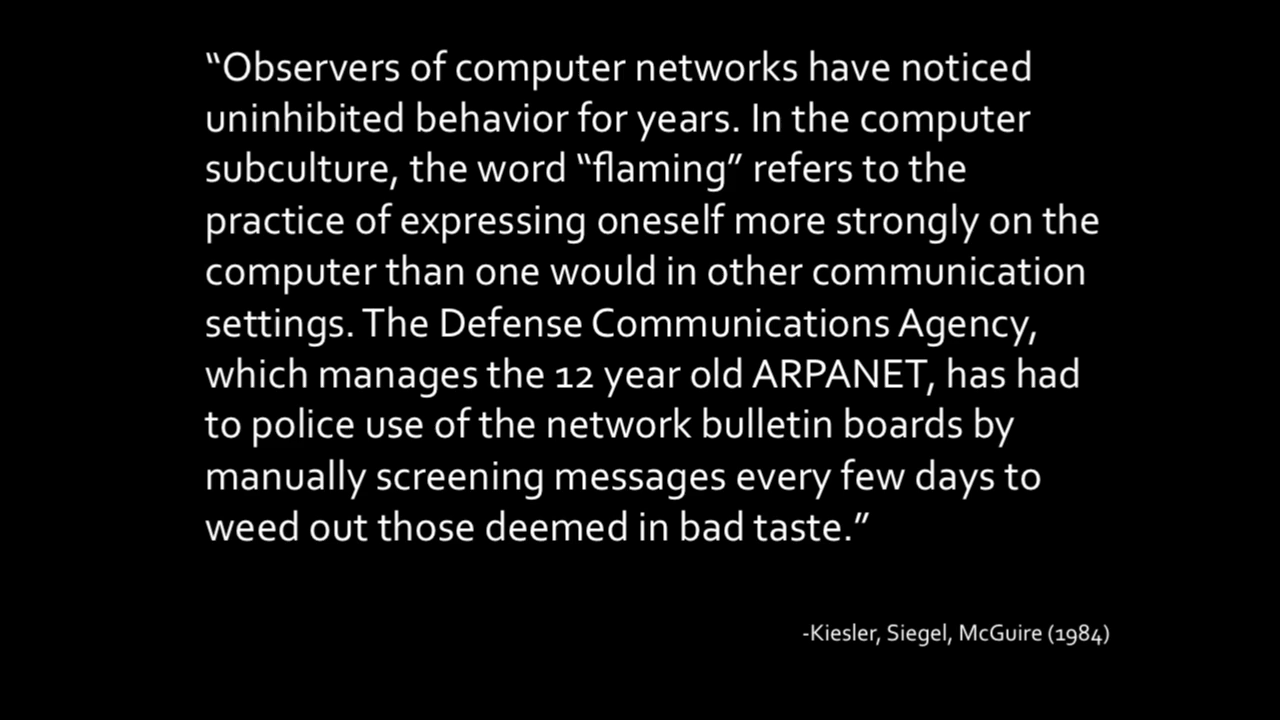 “Observers of computer networks have noticed
uninhibited behavior for years. In the computer
subculture, the word “flaming” refers to the
practice of expressing oneself more strongly on the
computer than one would in other communication
settings. The Defense Communications Agency,
which manages the 12 year old ARPANET, has had
to police use of the network bulletin boards by
manually screening messages every few days to
weed out those deemed in bad taste.”
-Kiesler, Siegel, McGuire (1984)